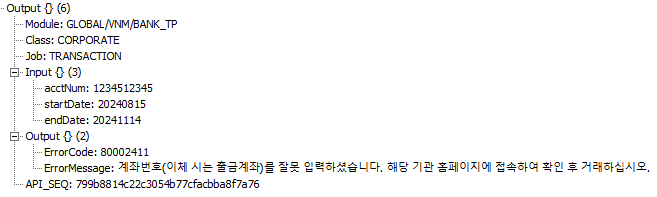 Output {} (6)
Module: GLOBAL/VNM/BANK_TP
Class: CORPORATE
Job: TRANSACTION
Input {} (3)
acctNum: 1234512345
startDate: 20240815
endDate: 20241114
Output {} (2)
ErrorCode: 80002411
ErrorMessage: 계좌번호(이체 시는 출금계좌)를 잘못 입력하셨습니다. 해당 기관 홈페이지에 접속하여 확인 후 거래하십시오.
API_SEQ: 799b8814c22c3054b77cfacbba8f7a76